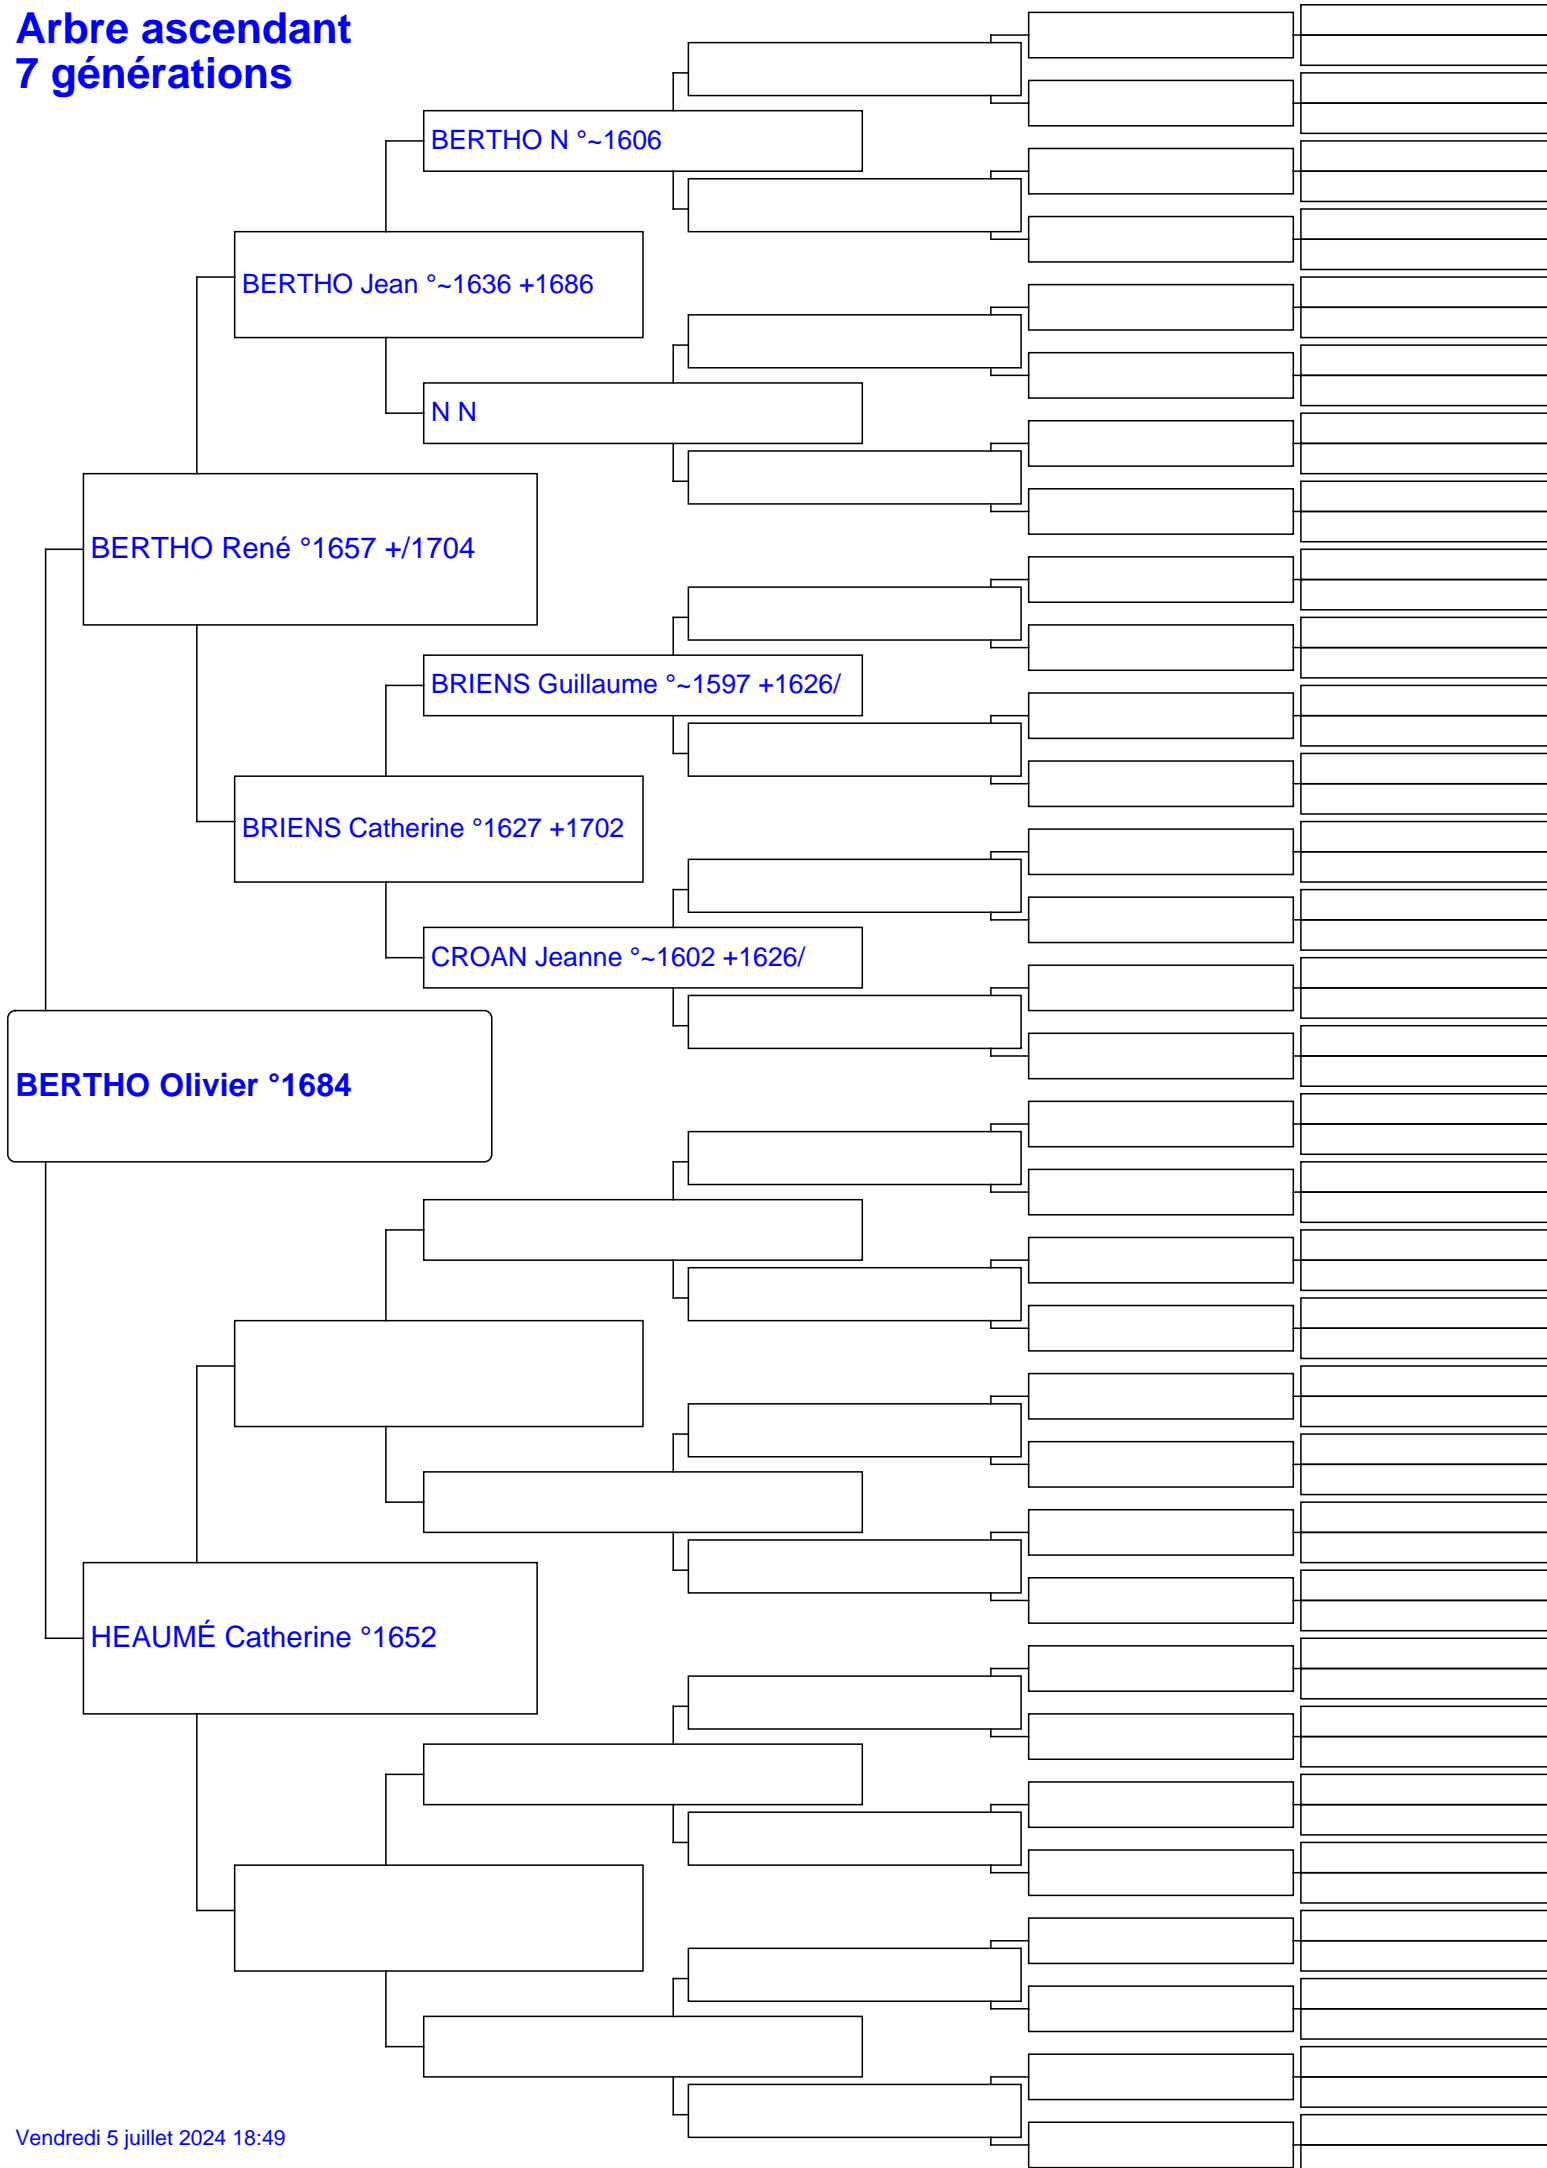 Arbre ascendant
7 générations
BERTHO N °~1606
BERTHO Jean °~1636 +1686
N N
BERTHO René °1657 +/1704
BRIENS Guillaume °~1597 +1626/
BRIENS Catherine °1627 +1702
CROAN Jeanne °~1602 +1626/
BERTHO Olivier °1684
HEAUMÉ Catherine °1652
Vendredi 5 juillet 2024 18:49